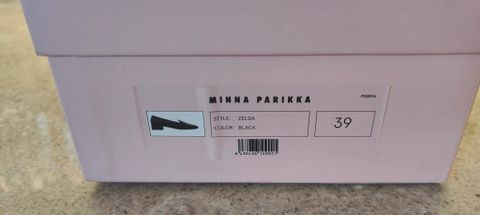 MINNA PARIKKA
STYLE: ZELDA
COLOR: BLACK
39